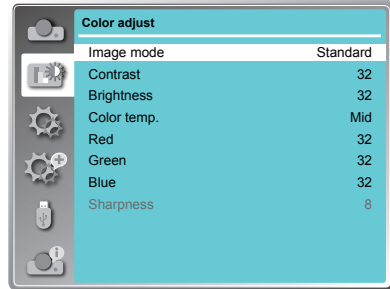 Color adjust
Image mode Standard
Contrast 32
Brightness 32
Color temp. Mid
Red 32
Green 32
Blue 32
Sharpness 8